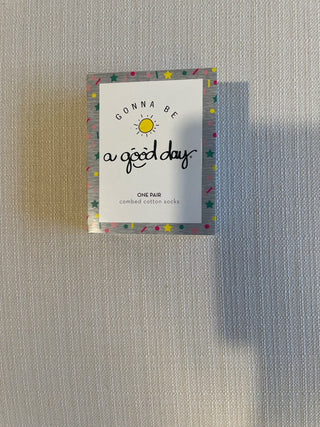 GONNA BE
a good day.
ONE PAIR
combed cotton socks